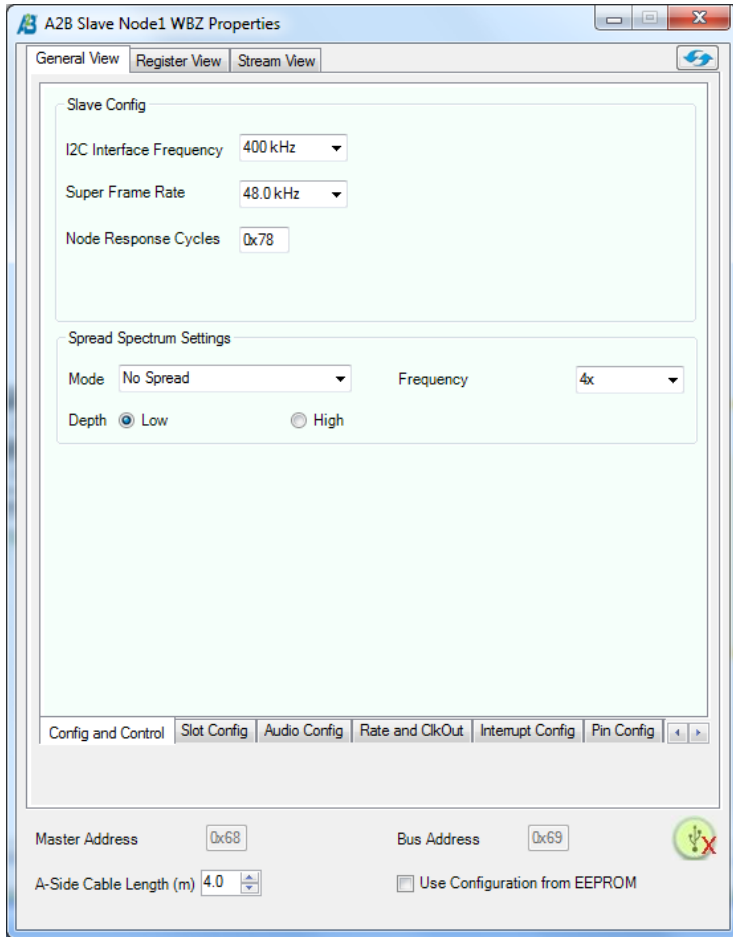 A2B Slave Node1 WBZ Properties
General View Register View Stream View
Slave Config
I2C Interface Frequency 400 kHz
Super Frame Rate 48.0 kHz
Node Response Cycles 0x78
Spread Spectrum Settings
Mode No Spread Frequency 4x
Depth Low High
Config and Control Slot Config Audio Config Rate and ClkOut Interrupt Config Pin Config
Master Address 0x68 Bus Address 0x69
A-Side Cable Length (m) 4.0 Use Configuration from EEPROM